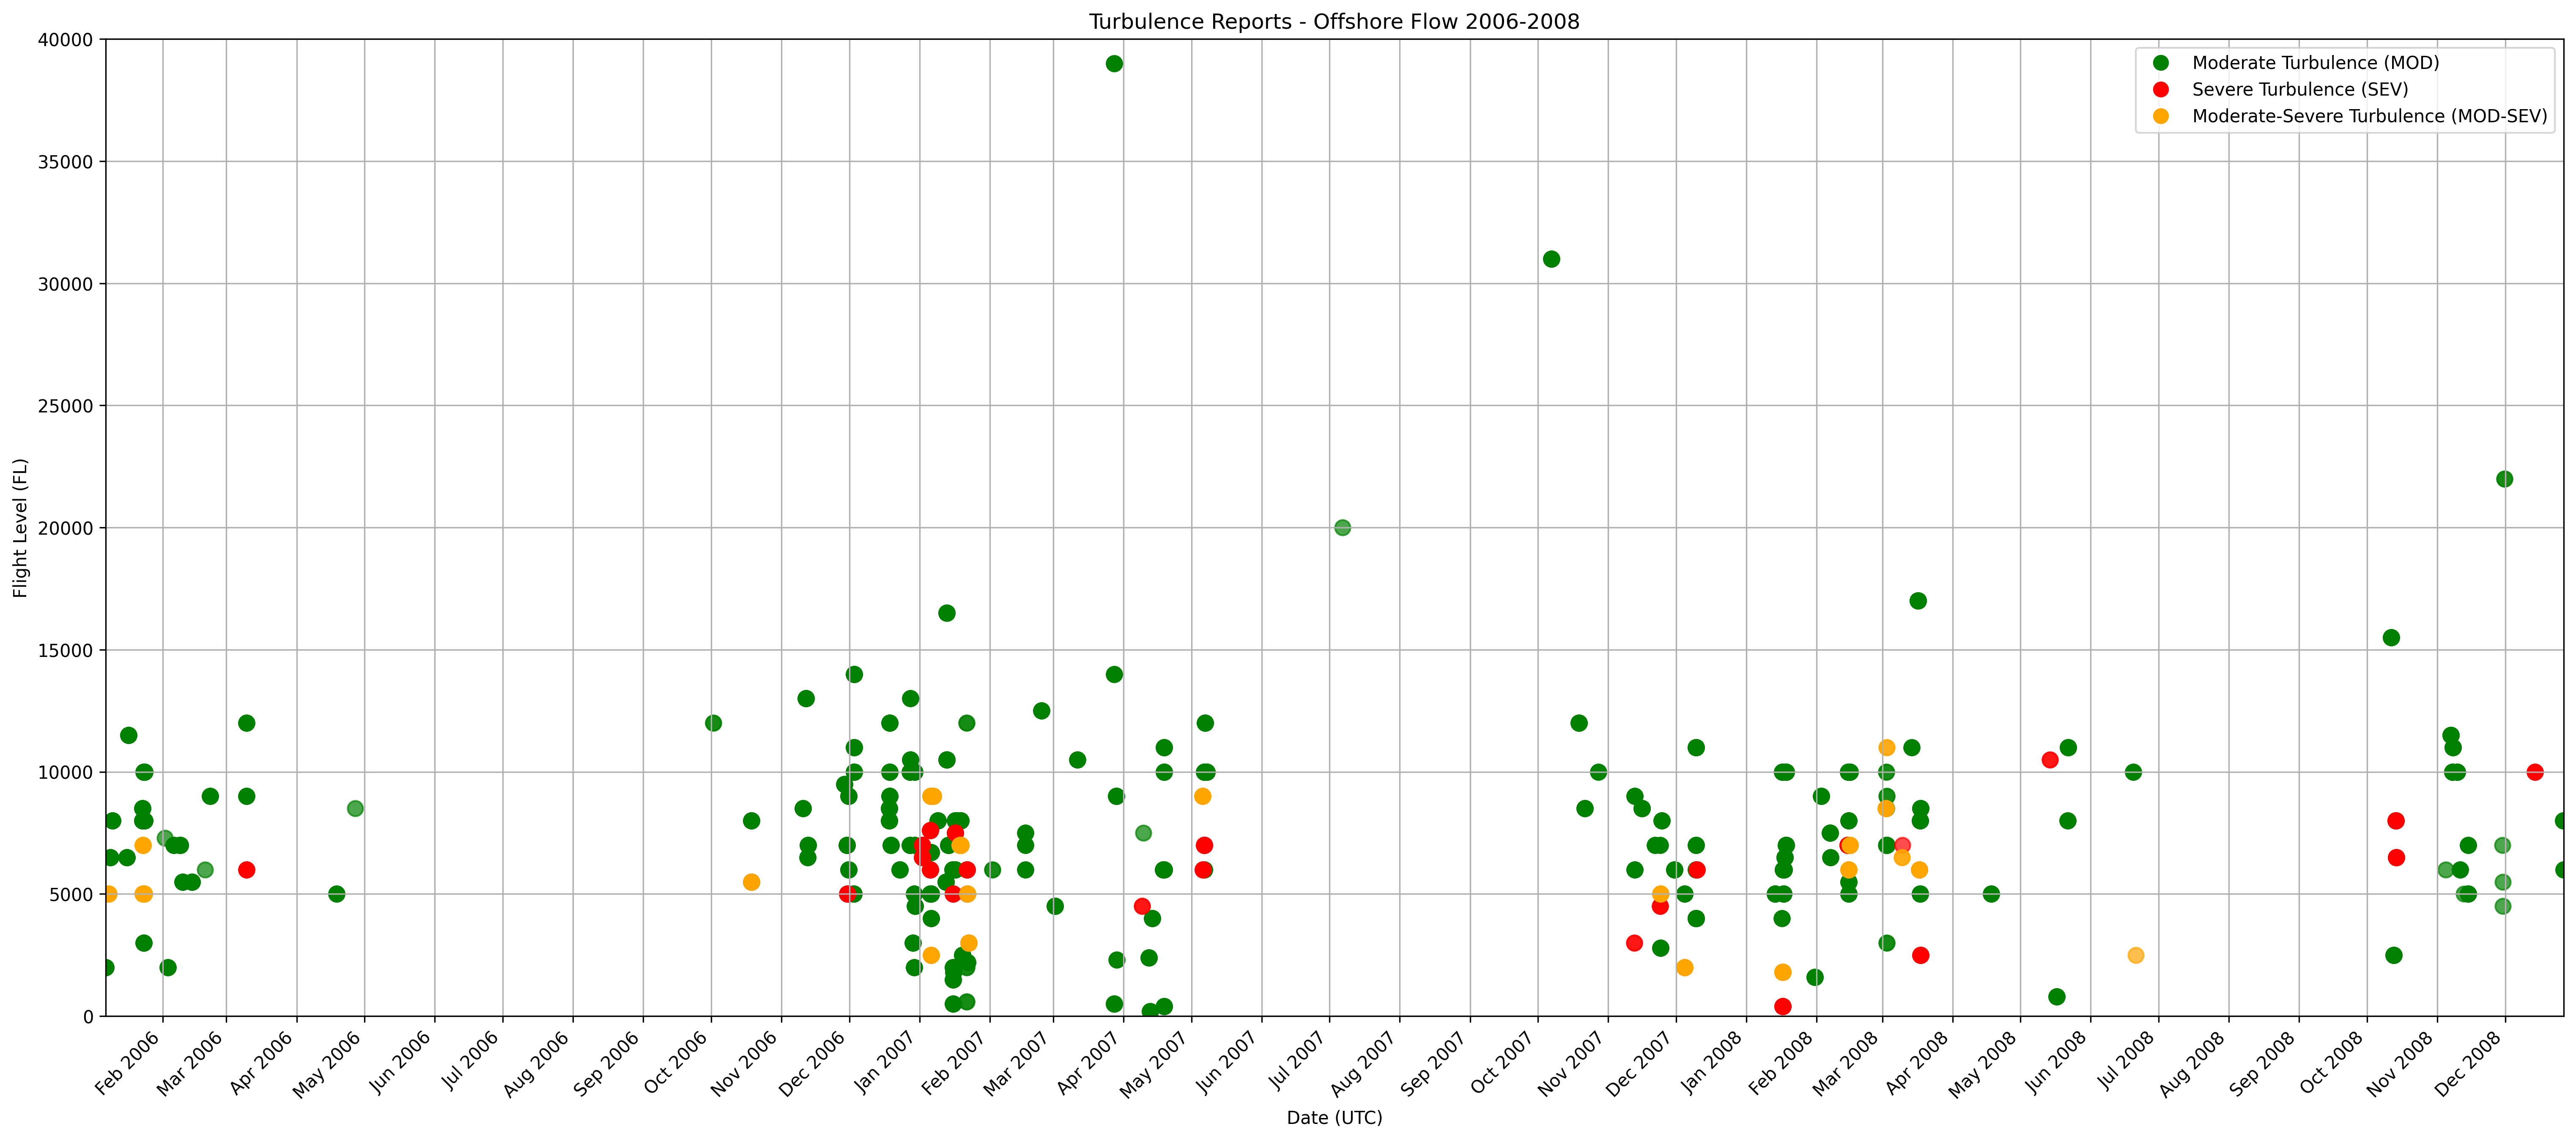 Turbulence Reports - Offshore Flow 2006-2008
40000
35000
30000
25000
20000
15000
10000
5000
0
Flight Level (FL)
Moderate Turbulence (MOD)
Severe Turbulence (SEV)
Moderate-Severe Turbulence (MOD-SEV)
Feb 2006
Mar 2006
Apr 2006
May 2006
Jun 2006
Jul 2006
Aug 2006
Sep 2006
Oct 2006
Nov 2006
Dec 2006
Jan 2007
Feb 2007
Mar 2007
Apr 2007
May 2007
Jun 2007
Jul 2007
Aug 2007
Sep 2007
Oct 2007
Nov 2007
Dec 2007
Jan 2008
Feb 2008
Mar 2008
Apr 2008
May 2008
Jun 2008
Jul 2008
Aug 2008
Sep 2008
Oct 2008
Nov 2008
Dec 2008
Date (UTC)